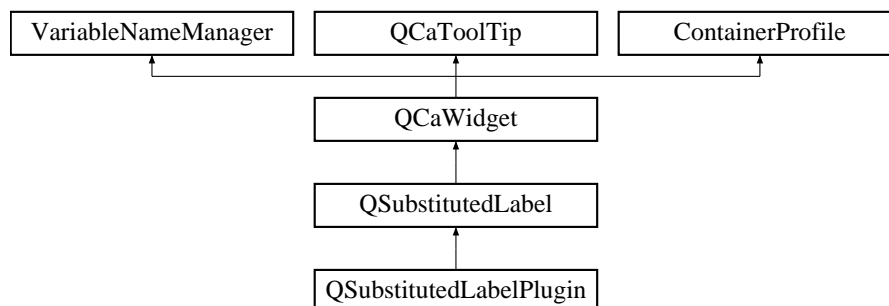 VariableNameManager
QCaToolTip
ContainerProfile
QCaWidget
QSubstitutedLabel
QSubstitutedLabelPlugin